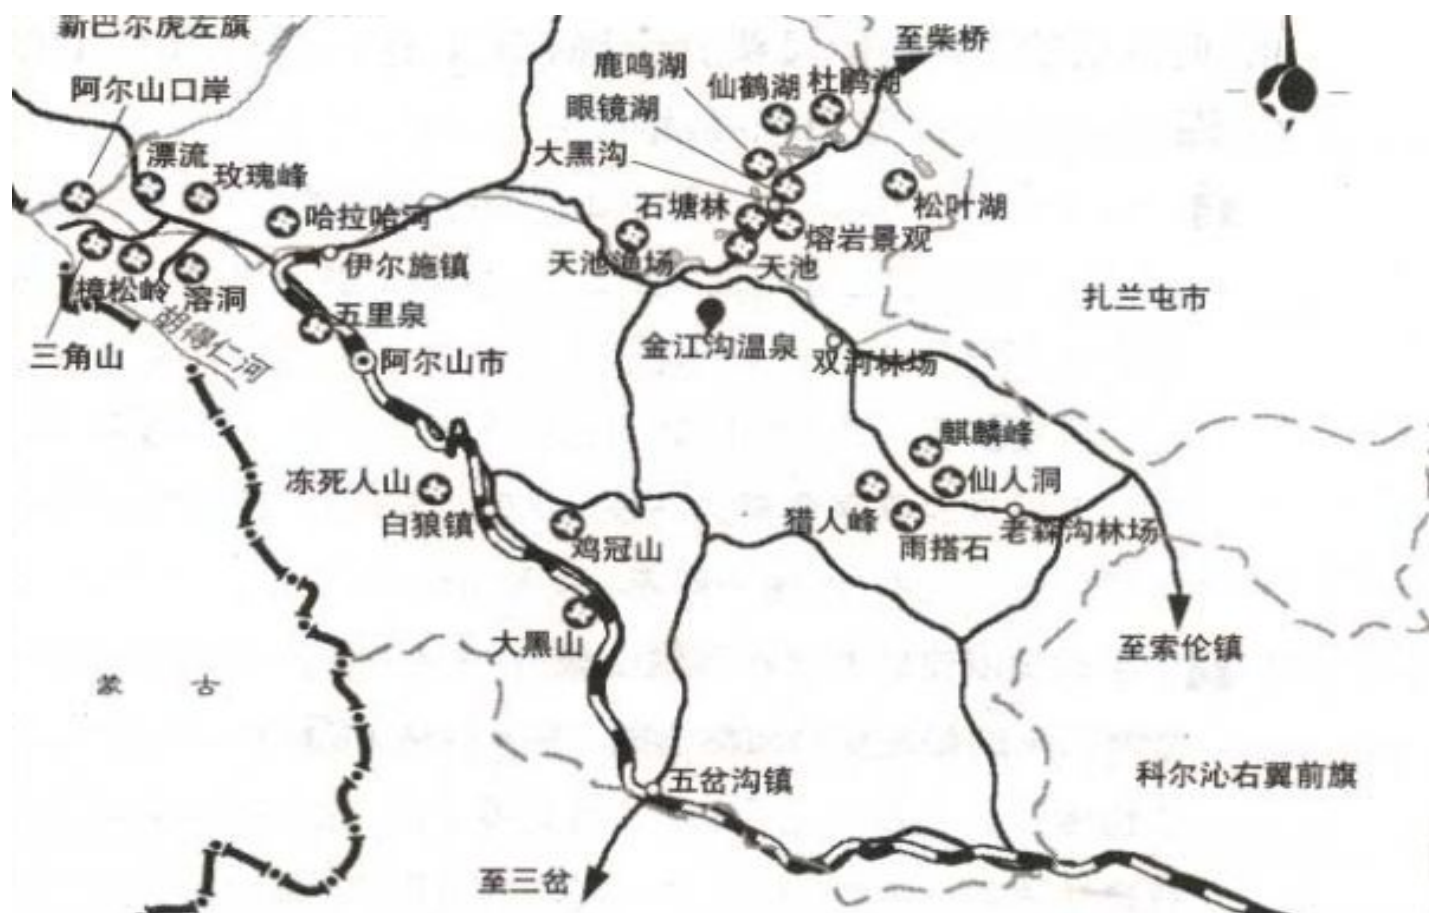 新巴尔虎左旗
至柴桥
鹿鸣湖
仙鹤湖
杜鹃湖
阿尔山口岸
眼镜湖
大黑沟
漂流
玫瑰峰
石塘林
松叶湖
哈拉哈河
熔岩景观
伊尔施镇
天池渔场
天池
樟松岭
溶洞
扎兰屯市
五里泉
胡得仁河
三角山
阿尔山市
金江沟温泉
双河林场
麒麟峰
冻死人山
仙人洞
白狼镇
猎人峰
鸡冠山
雨搭石
老森沟林场
大黑山
至索伦镇
蒙古
五岔沟镇
科尔沁右翼前旗
至三岔